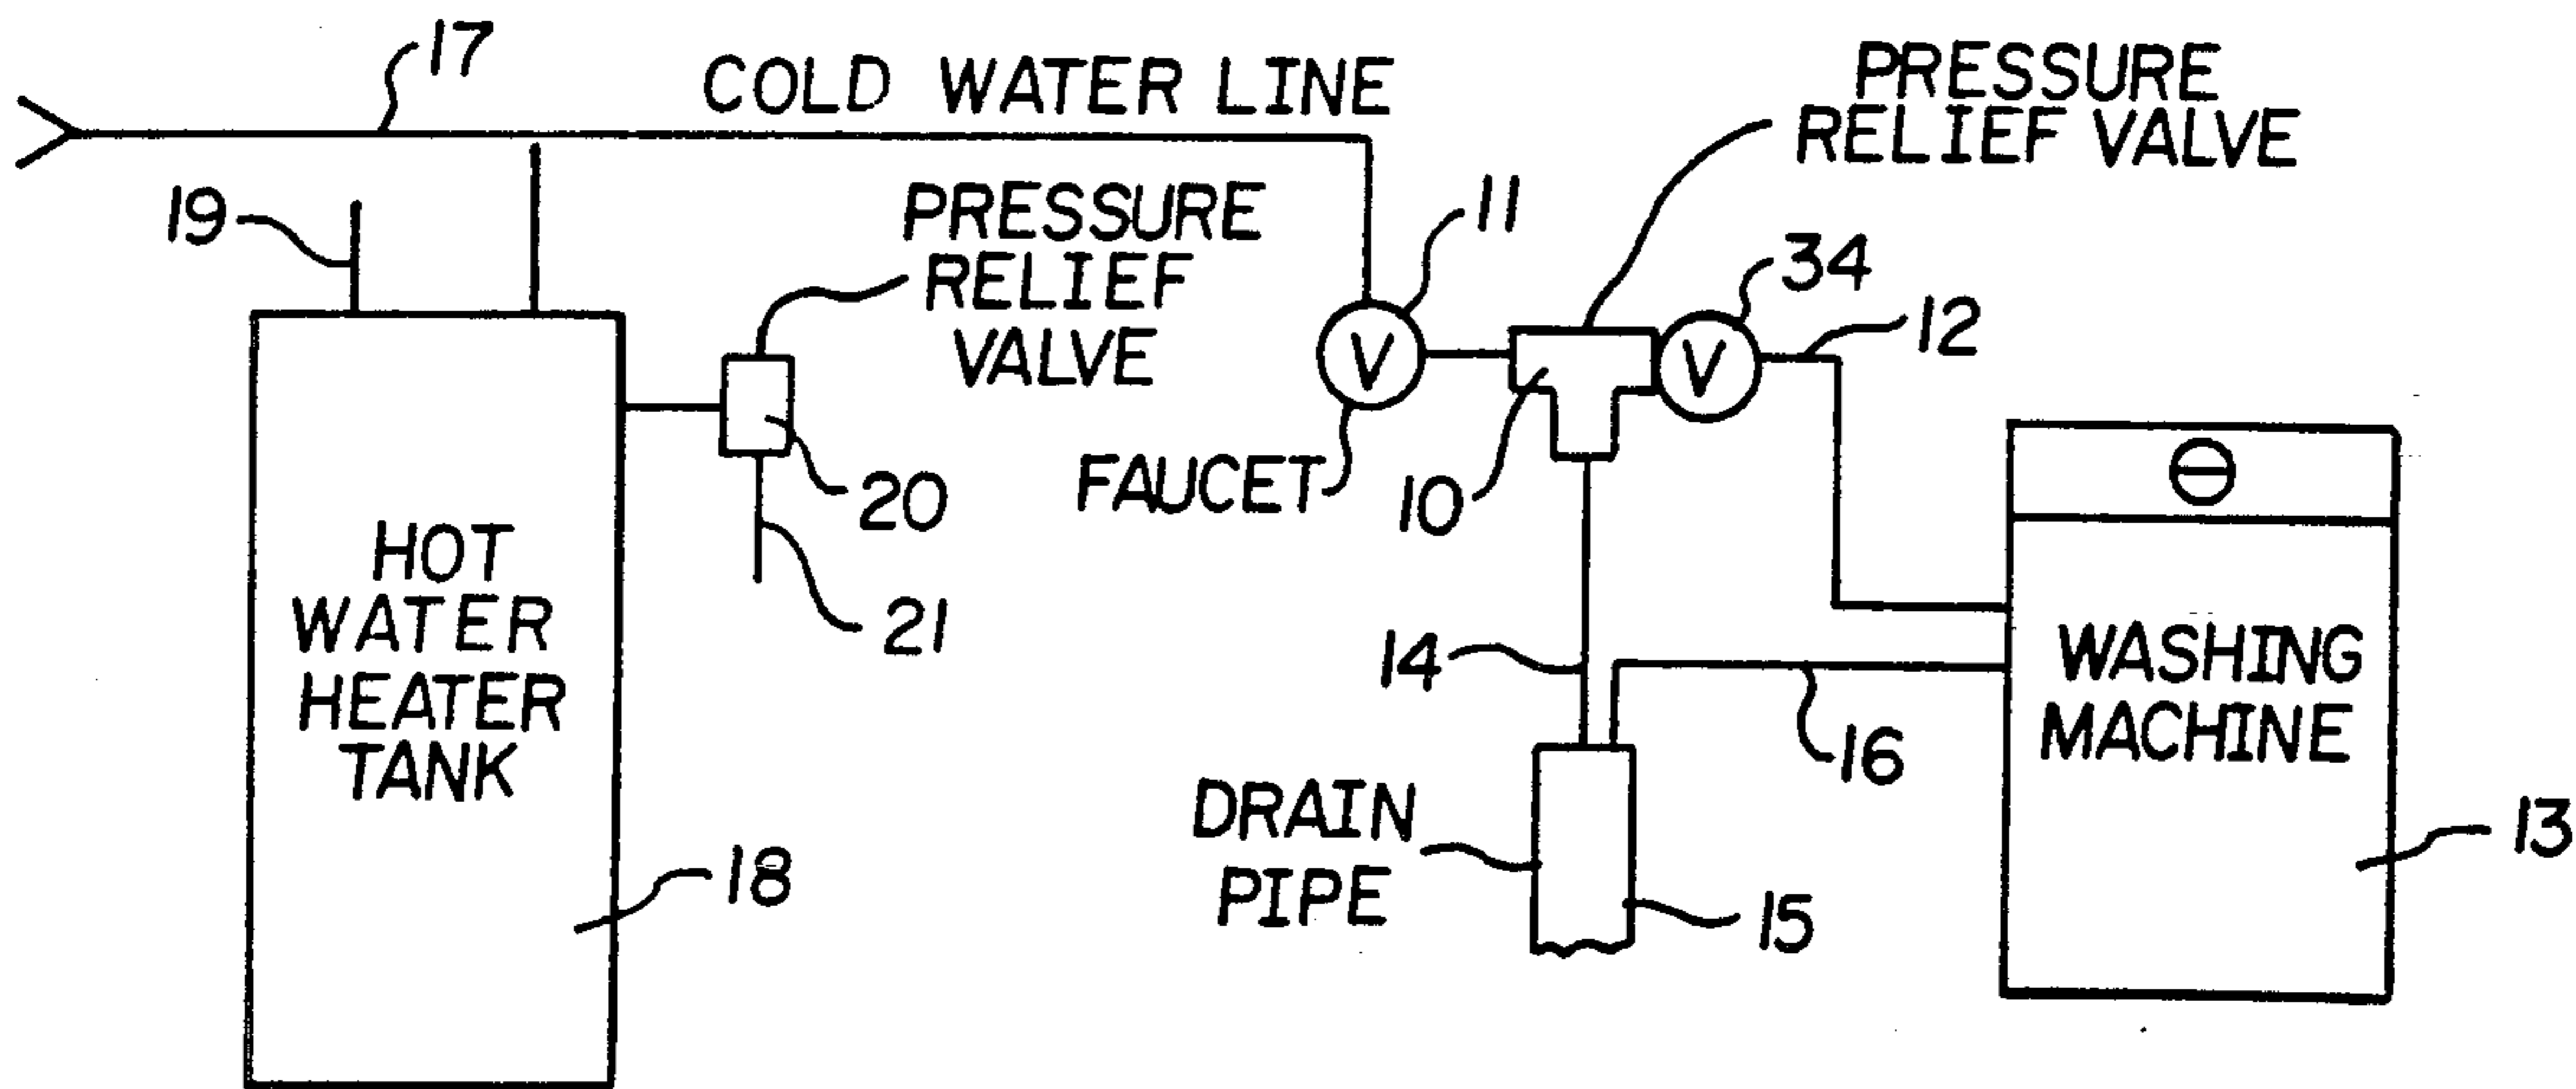 17
COLD WATER LINE
PRESSURE
RELIEF VALVE
19
PRESSURE
RELIEF
VALVE
11
34
12
V
V
FAUCET
10
20
21
HOT
WATER
HEATER
TANK
14
16
WASHING
MACHINE
DRAIN
PIPE
15
13
18